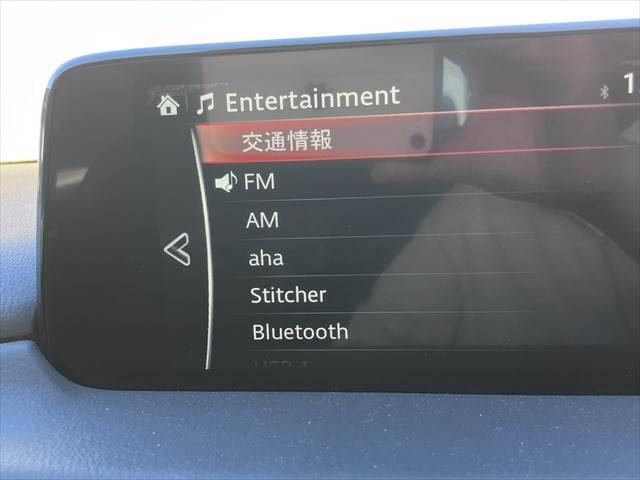 Entertainment
交通情報
FM
AM
aha
Stitcher
Bluetooth